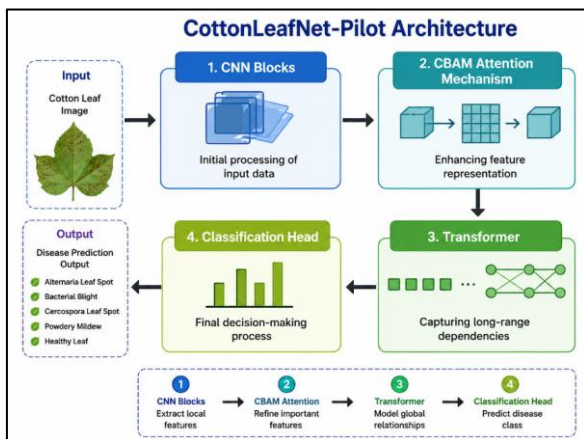 CottonLeafNet-Pilot Architecture
Input
Cotton Leaf
Image
1. CNN Blocks
Initial processing of
input data
2. CBAM Attention
Mechanism
Enhancing feature
representation
3. Transformer
Capturing long-range
dependencies
4. Classification Head
Final decision-making
process
Output
Disease Prediction
Output
Alternaria Leaf Spot
Bacterial Blight
Cercospora Leaf Spot
Powdery Mildew
Healthy Leaf
1
CNN Blocks
Extract local
features
2
CBAM Attention
Refine important
features
3
Transformer
Model global
relationships
4
Classification Head
Predict disease
class